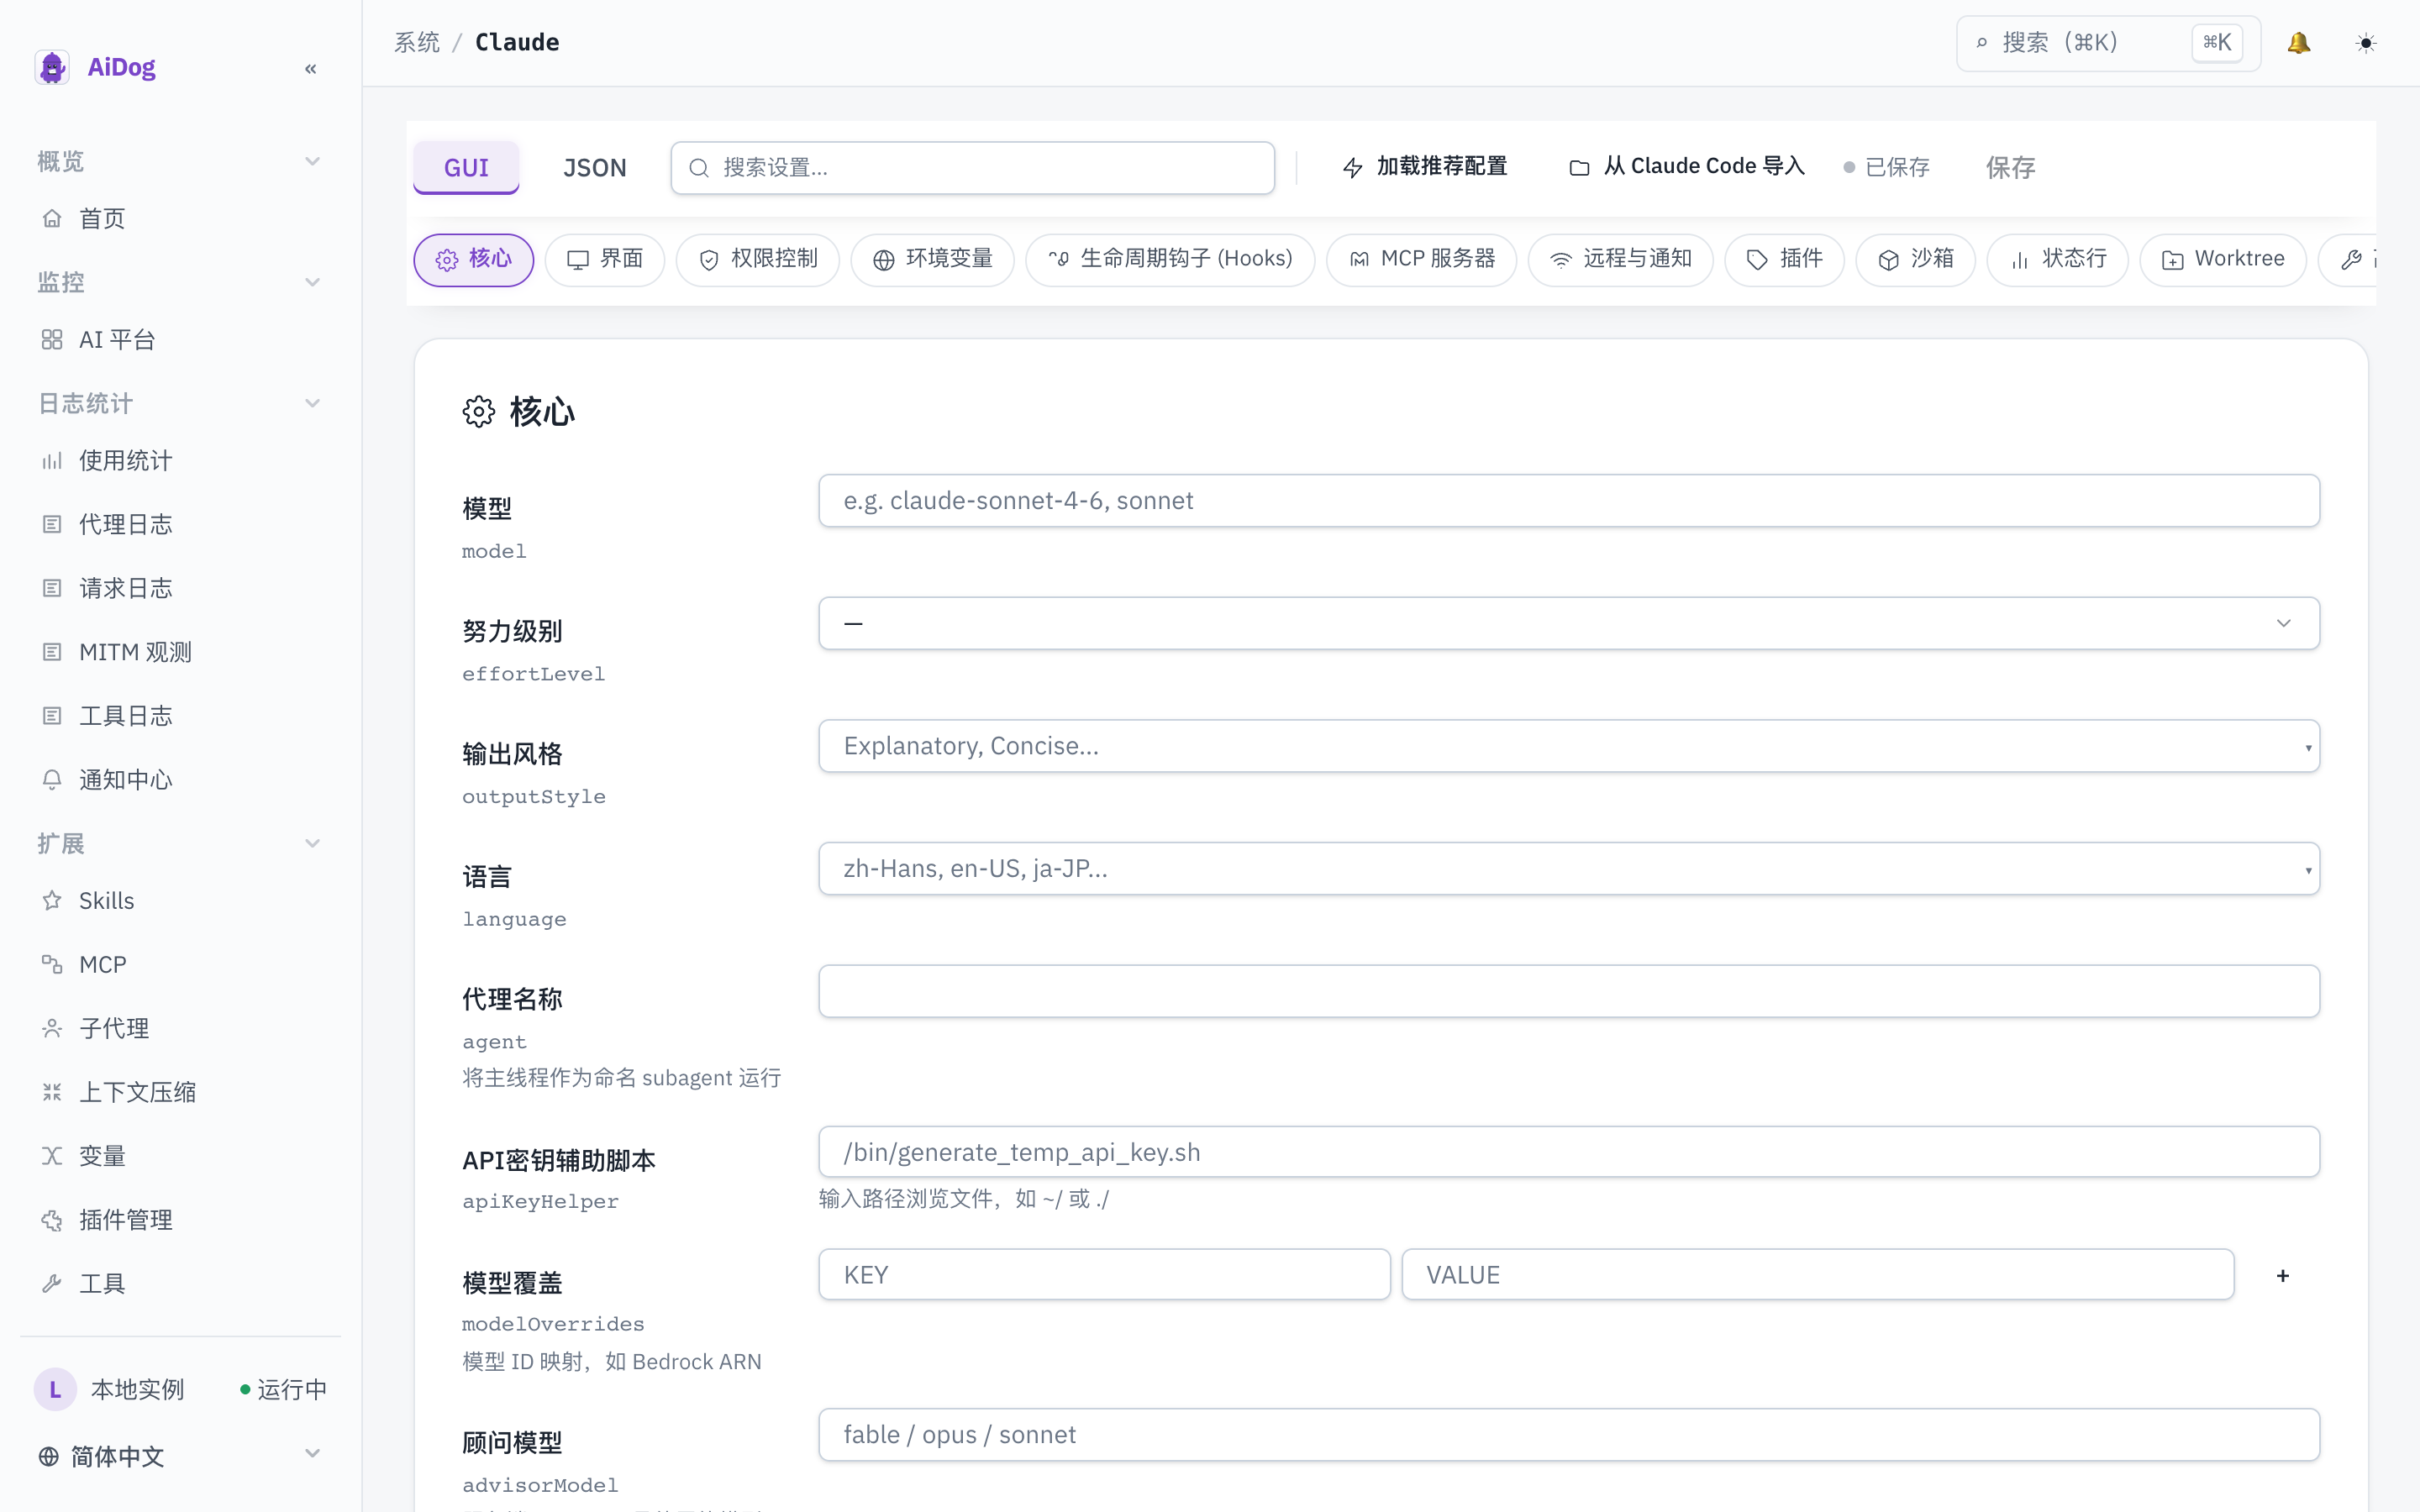 AiDog
«
概览
首页
监控
AI 平台
日志统计
使用统计
代理日志
请求日志
MITM 观测
工具日志
通知中心
扩展
Skills
MCP
子代理
上下文压缩
变量
插件管理
工具
L 本地实例 运行中
简体中文
系统 / Claude
搜索（⌘K） ⌘K
GUI JSON 搜索设置... 加载推荐配置 从 Claude Code 导入 已保存 保存
核心 界面 权限控制 环境变量 生命周期钩子 (Hooks) MCP 服务器 远程与通知 插件 沙箱 状态行 Worktree
核心
模型 e.g. claude-sonnet-4-6, sonnet
model
努力级别 —
effortLevel
输出风格 Explanatory, Concise...
outputStyle
语言 zh-Hans, en-US, ja-JP...
language
代理名称
agent
将主线程作为命名 subagent 运行
API密钥辅助脚本 /bin/generate_temp_api_key.sh
apiKeyHelper 输入路径浏览文件，如 ~/ 或 ./
模型覆盖 KEY VALUE +
modelOverrides
模型 ID 映射，如 Bedrock ARN
顾问模型 fable / opus / sonnet
advisorModel